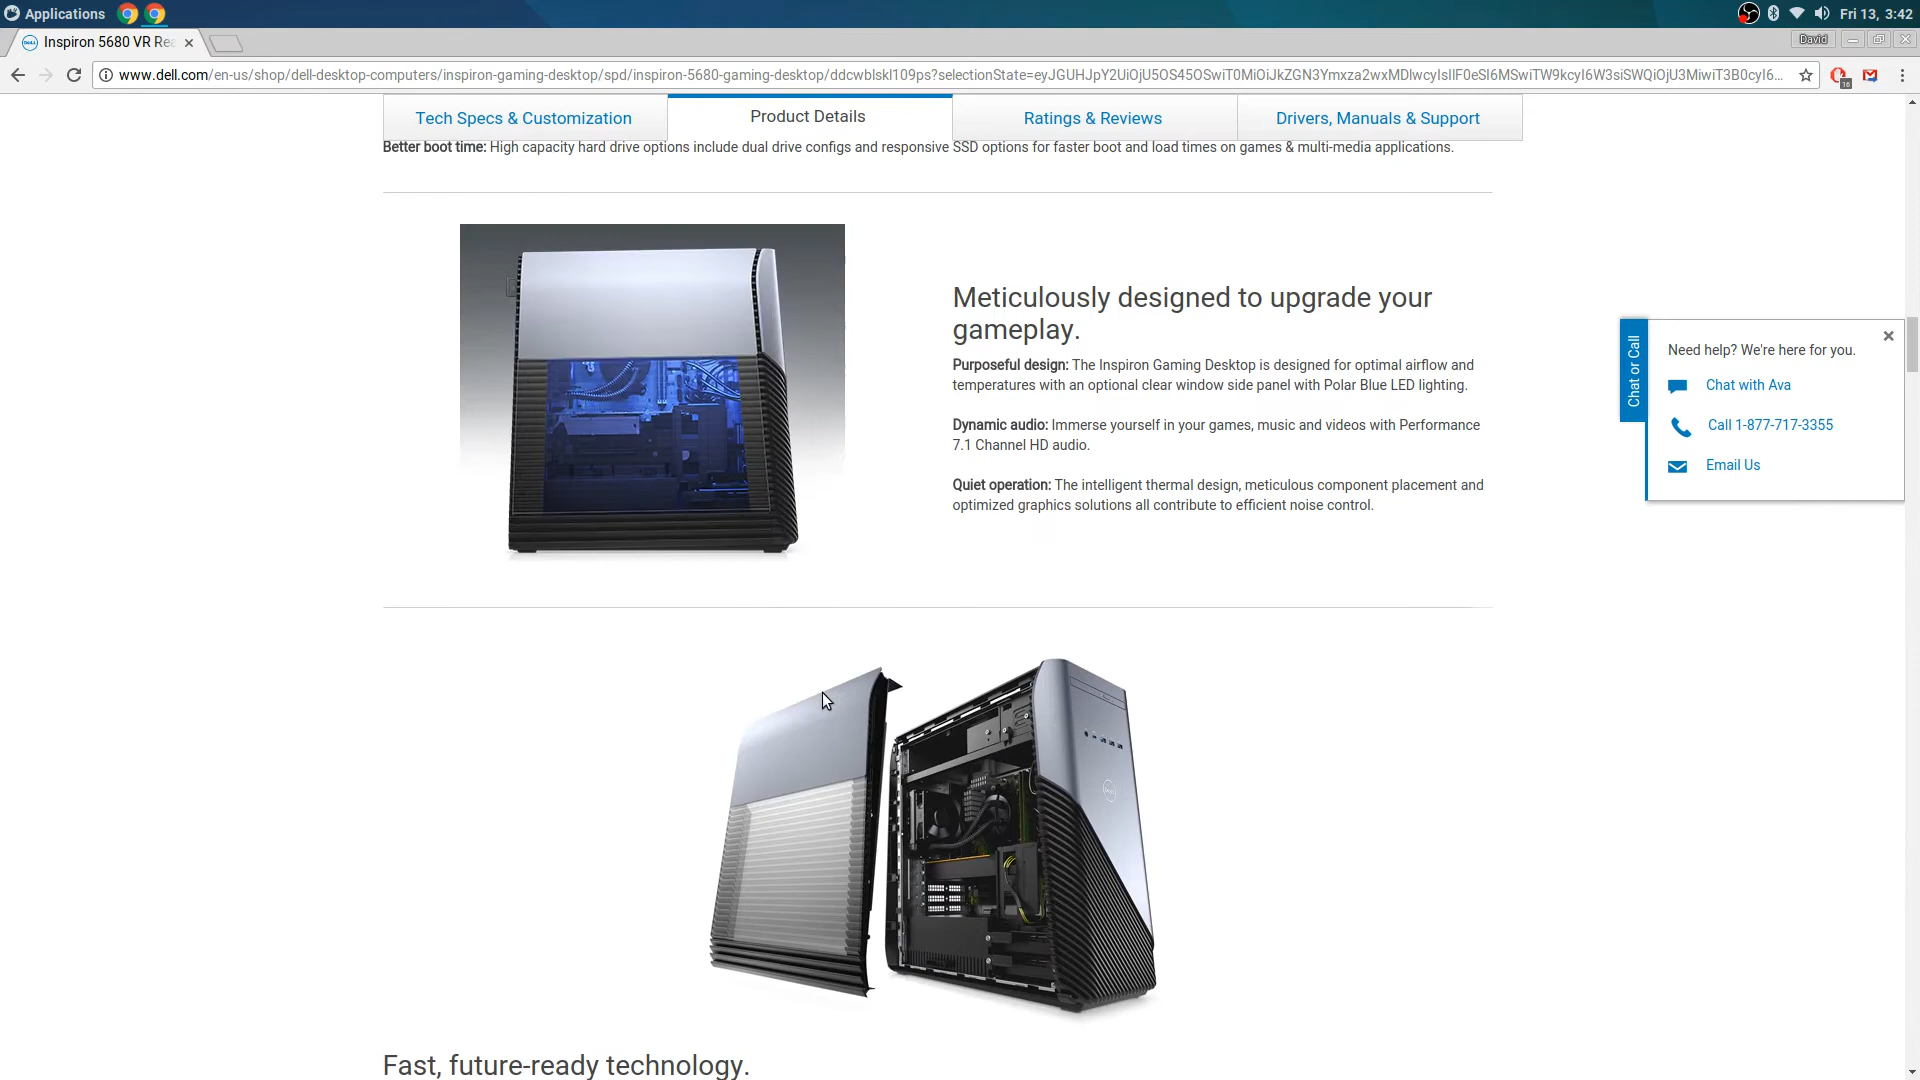 Applications
Fri 13, 3:42
Inspiron 5680 VR Rea
David
www.dell.com/en-us/shop/dell-desktop-computers/inspiron-gaming-desktop/spd/inspiron-5680-gaming-desktop/ddcwblskl109ps?selectionState=
Tech Specs & Customization
Product Details
Ratings & Reviews
Drivers, Manuals & Support
Better boot time: High capacity hard drive options include dual drive configs and responsive SSD options for faster boot and load times on games & multi-media applications.
Meticulously designed to upgrade your
gameplay.
Purposeful design: The Inspiron Gaming Desktop is designed for optimal airflow and
temperatures with an optional clear window side panel with Polar Blue LED lighting.
Dynamic audio: Immerse yourself in your games, music and videos with Performance
7.1 Channel HD audio.
Quiet operation: The intelligent thermal design, meticulous component placement and
optimized graphics solutions all contribute to efficient noise control.
Chat or Call
Need help? We're here for you.
Chat with Ava
Call 1-877-717-3355
Email Us
Fast, future-ready technology.